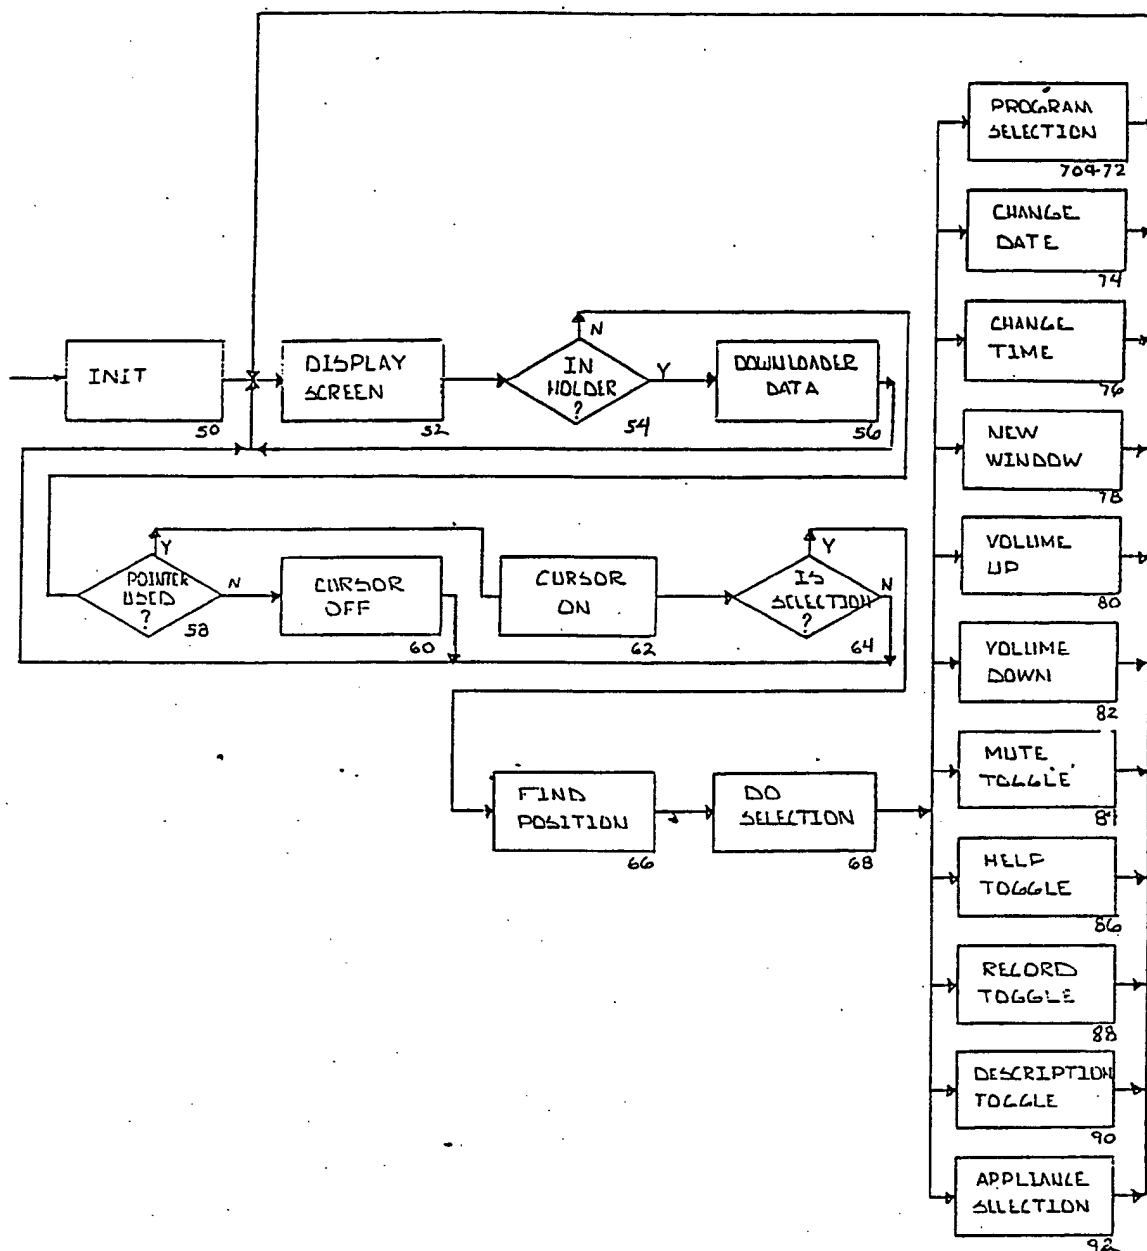 INIT
50
DISPLAY
SCREEN
52
IN
HOLDER
?
54
N
Y
DOWNLOADER
DATA
56
POINTER
USED
?
58
Y
N
CURSOR
OFF
60
CURSOR
ON
62
IS
SELECTION
?
64
Y
N
FIND
POSITION
66
DO
SELECTION
68
PROGRAM
SELECTION
70&72
CHANGE
DATE
74
CHANGE
TIME
76
NEW
WINDOW
78
VOLUME
UP
80
VOLUME
DOWN
82
MUTE
TOGGLE
84
HELP
TOGGLE
86
RECORD
TOGGLE
88
DESCRIPTION
TOGGLE
90
APPLIANCE
SELECTION
92